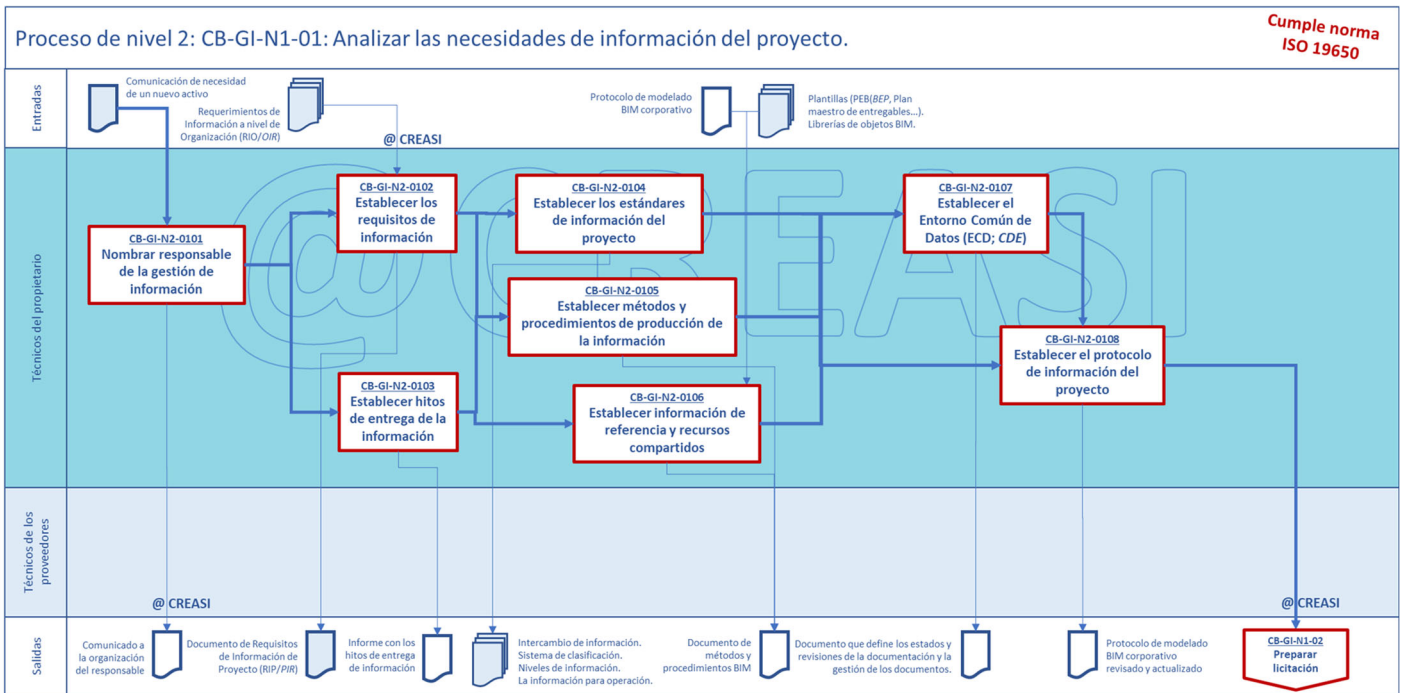 Proceso de nivel 2: CB-GI-N1-01: Analizar las necesidades de información del proyecto.
Cumple norma
ISO 19650
Entradas
Comunicación de necesidad
de un nuevo activo
Requerimientos de
Información a nivel de
Organización (RIO/OIR)
@ CREASI
Protocolo de modelado
BIM corporativo
Plantillas (PEB(BEP, Plan
maestro de entregables...).
Librerías de objetos BIM.
Técnicos del propietario
@CREASI
CB-GI-N2-0101
Nombrar responsable
de la gestión de
información
CB-GI-N2-0102
Establecer los
requisitos de
información
CB-GI-N2-0103
Establecer hitos
de entrega de la
información
CB-GI-N2-0104
Establecer los estándares
de información del
proyecto
CB-GI-N2-0105
Establecer métodos y
procedimientos de producción de
la información
CB-GI-N2-0106
Establecer información de
referencia y recursos
compartidos
CB-GI-N2-0107
Establecer el
Entorno Común de
Datos (ECD; CDE)
CB-GI-N2-0108
Establecer el protocolo
de información del
proyecto
Técnicos de los
proveedores
@ CREASI
@ CREASI
Salidas
Comunicado a
la organización
del responsable
Documento de Requisitos
de Información de
Proyecto (RIP/PIR)
Informe con los
hitos de entrega
de información
Intercambio de información.
Sistema de clasificación.
Niveles de información.
La información para operación.
Documento de
métodos y
procedimientos BIM
Documento que define los estados y
revisiones de la documentación y la
gestión de los documentos.
Protocolo de modelado
BIM corporativo
revisado y actualizado
CB-GI-N1-02
Preparar
licitación